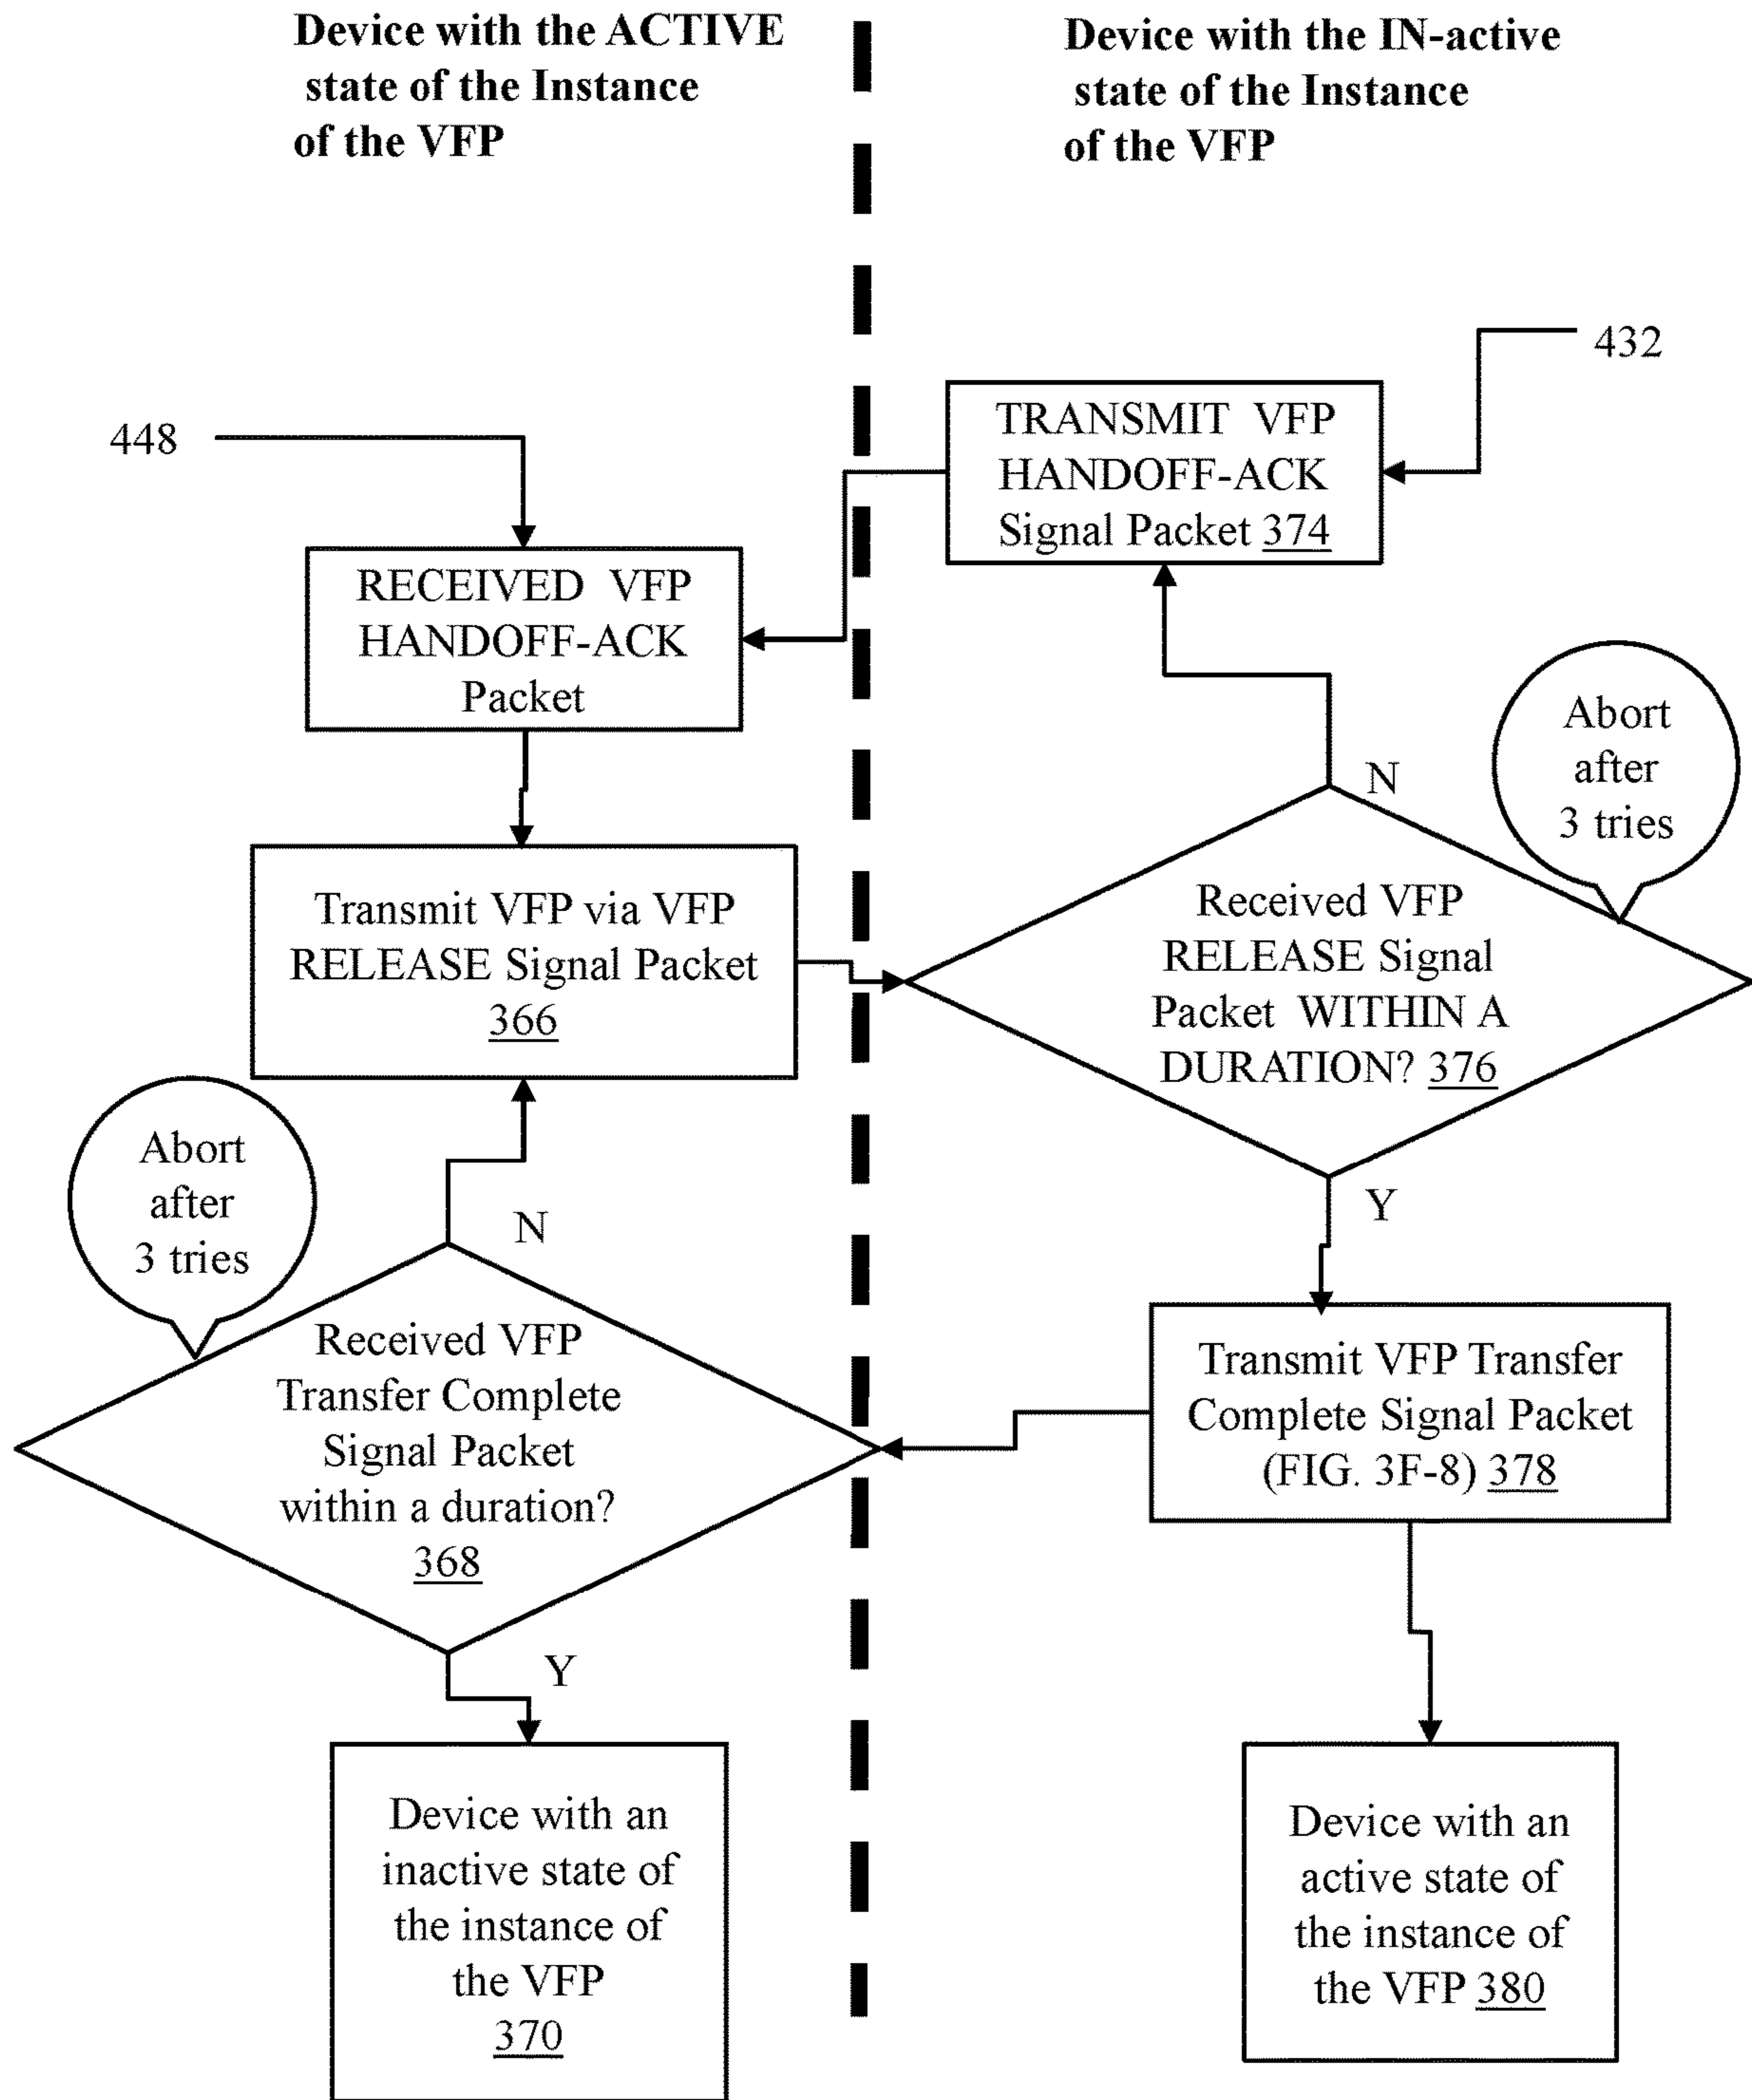 Device with the ACTIVE
state of the Instance
of the VFP
Device with the IN-active
state of the Instance
of the VFP
432
448
TRANSMIT VFP
HANDOFF-ACK
Signal Packet 374
RECEIVED VFP
HANDOFF-ACK
Packet
Abort
after
3 tries
N
Transmit VFP via VFP
RELEASE Signal Packet
366
Received VFP
RELEASE Signal
Packet WITHIN A
DURATION? 376
Abort
after
3 tries
N
Y
Received VFP
Transfer Complete
Signal Packet
within a duration?
368
Transmit VFP Transfer
Complete Signal Packet
(FIG. 3F-8) 378
Y
Device with an
inactive state of
the instance of
the VFP
370
Device with an
active state of
the instance of
the VFP 380